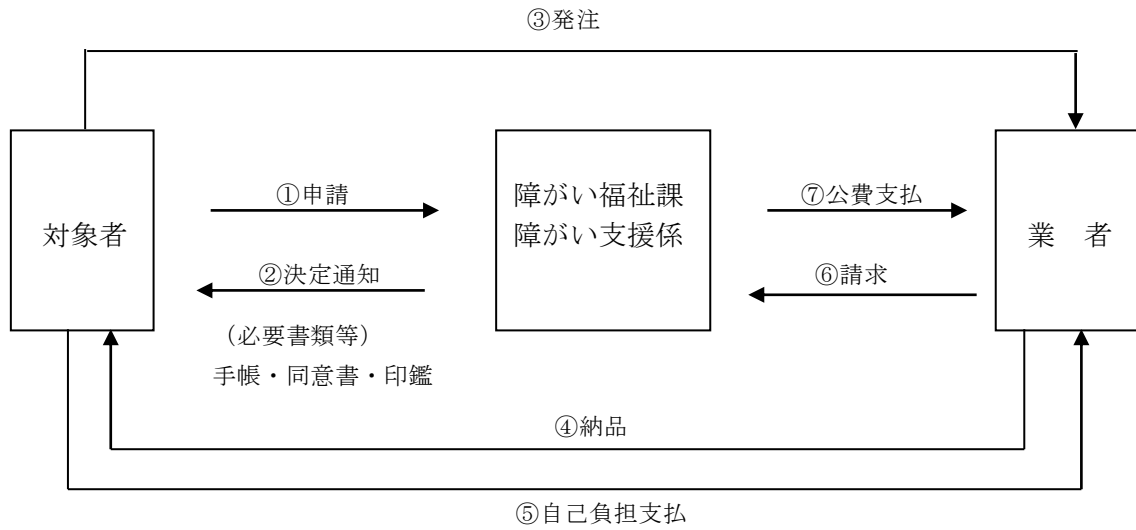 ③発注
対象者
①申請
②決定通知
(必要書類等)
手帳・同意書・印鑑
障がい福祉課
障がい支援係
⑦公費支払
⑥請求
業　者
④納品
⑤自己負担支払